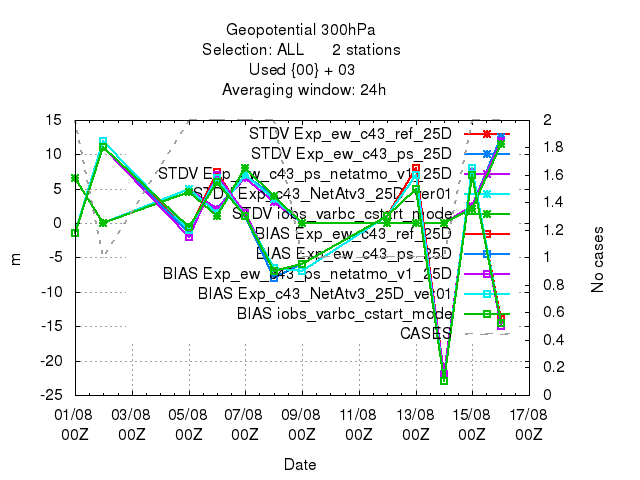 Geopotential 300hPa
Selection: ALL 2 stations
Used {00} + 03
Averaging window: 24h
STDV Exp_ew_c43_ref_25D
STDV Exp_ew_c43_ps_25D
STDV Exp_ew_c43_ps_netatmo_v1_25D
STDV Exp_c43_NetAtv3_25D_ver01
STDV iobs_varbc_cstart_mode
BIAS Exp_ew_c43_ref_25D
BIAS Exp_ew_c43_ps_25D
BIAS Exp_ew_c43_ps_netatmo_v1_25D
BIAS Exp_c43_NetAtv3_25D_ver01
BIAS iobs_varbc_cstart_mode
CASES
15
10
5
0
-5
-10
-15
-20
-25
m
2
1.8
1.6
1.4
1.2
1
0.8
0.6
0.4
0.2
0
No cases
01/08 03/08 05/08 07/08 09/08 11/08 13/08 15/08 17/08
00Z 00Z 00Z 00Z 00Z 00Z 00Z 00Z 00Z
Date